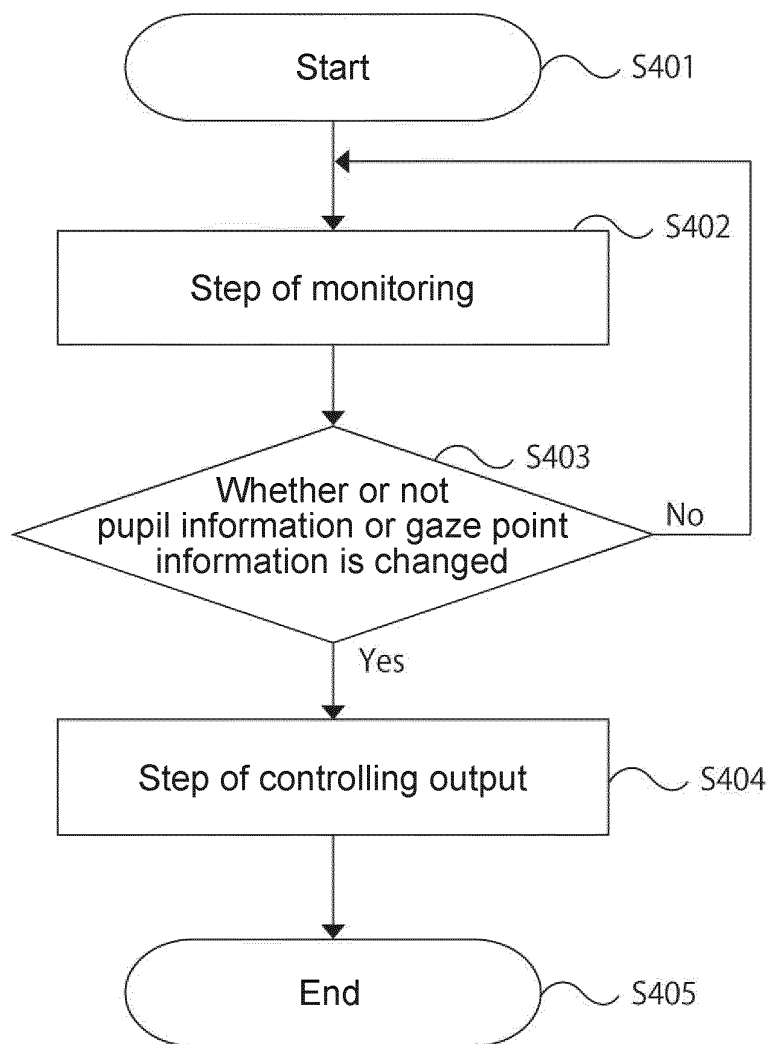 Start
S401
S402
Step of monitoring
S403
Whether or not
pupil information or gaze point
information is changed
No
Yes
Step of controlling output
S404
End
S405